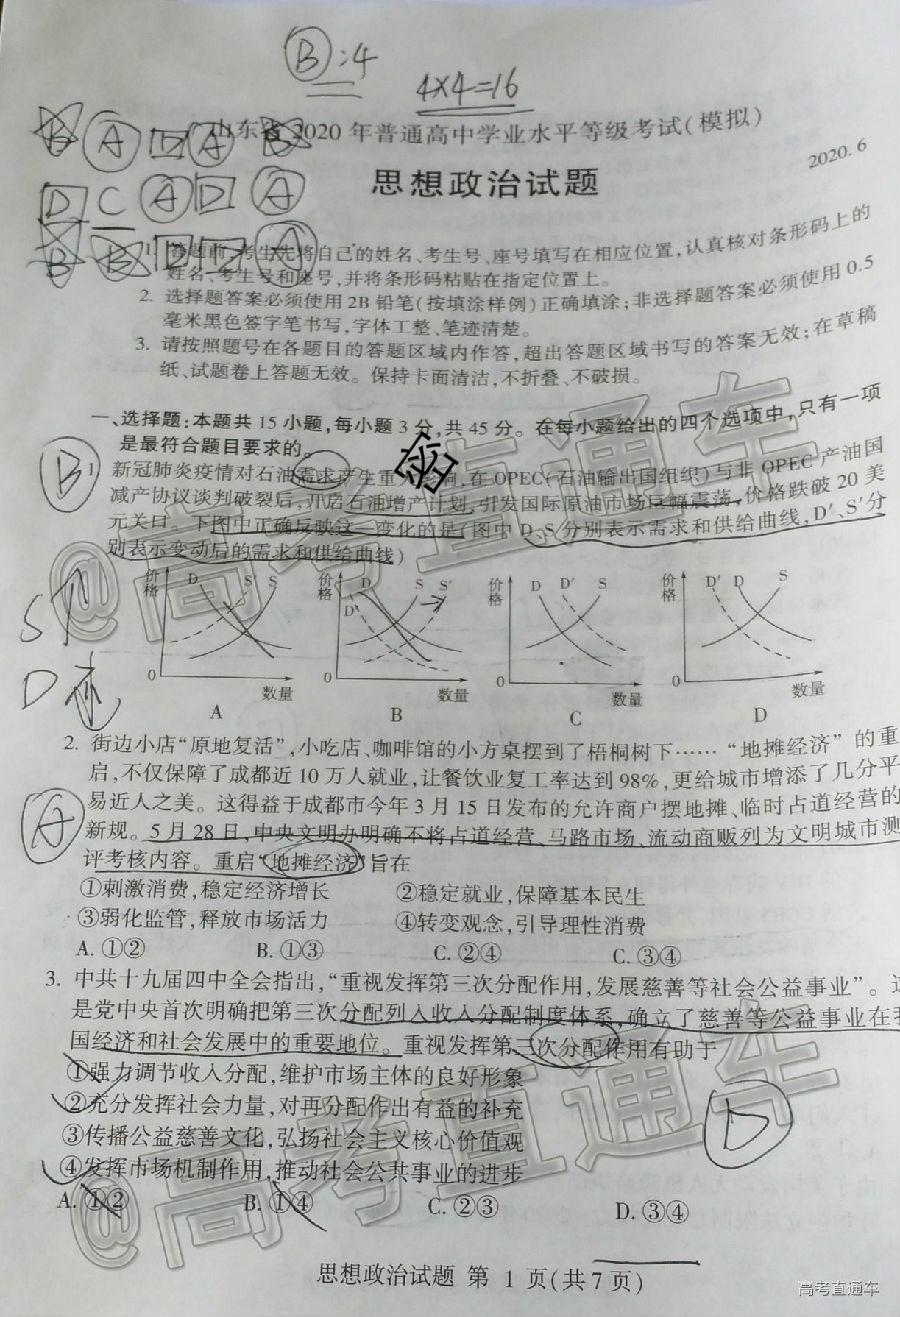 B:4
4×4=16
B A D A B
山东省 2020 年普通高中学业水平等级考试(模拟)
2020.6
D C A D A
思想政治试题
B B D D A
1. 答题前,考生先将自己的姓名、考生号、座号填写在相应位置,认真核对条形码上的
姓名、考生号和座号,并将条形码粘贴在指定位置上。
2. 选择题答案必须使用 2B 铅笔(按填涂样例)正确填涂;非选择题答案必须使用 0.5
毫米黑色签字笔书写,字体工整、笔迹清楚。
3. 请按照题号在各题目的答题区域内作答,超出答题区域书写的答案无效;在草稿
纸、试题卷上答题无效。保持卡面清洁,不折叠、不破损。
一、选择题:本题共 15 小题,每小题 3 分,共 45 分。在每小题给出的四个选项中,只有一项
是最符合题目要求的。
B
1. 新冠肺炎疫情对石油需求产生重 影响,在 OPEC(石油输出国组织)与非 OPEC 产油国
减产协议谈判破裂后,开启石油增产计划,引发国际原油市场巨幅震荡,价格跌破 20 美
元关口。下图中正确反映这一变化的是(图中 D、S 分别表示需求和供给曲线,D′、S′分
别表示变动后的需求和供给曲线)
密
S
D
价格 D S′ S 0 数量 A
价格 D D′ S S′ 0 数量 B
价格 D D′ S 0 数量 C
价格 D′ D S 0 数量 D
2. 街边小店“原地复活”,小吃店、咖啡馆的小方桌摆到了梧桐树下……“地摊经济”的重
启,不仅保障了成都近 10 万人就业,让餐饮业复工率达到 98%,更给城市增添了几分平
易近人之美。这得益于成都市今年 3 月 15 日发布的允许商户摆地摊、临时占道经营的
A
新规。5 月 28 日,中央文明办明确不将占道经营、马路市场、流动商贩列为文明城市测
评考核内容。重启“地摊经济”旨在
①刺激消费,稳定经济增长 ②稳定就业,保障基本民生
③弱化监管,释放市场活力 ④转变观念,引导理性消费
A. ①② B. ①③ C. ②④ D. ③④
3. 中共十九届四中全会指出,“重视发挥第三次分配作用,发展慈善等社会公益事业”。这
是党中央首次明确把第三次分配列入收入分配制度体系,确立了慈善等公益事业在我
国经济和社会发展中的重要地位。重视发挥第三次分配作用有助于
①强力调节收入分配,维护市场主体的良好形象
②充分发挥社会力量,对再分配作出有益的补充
③传播公益慈善文化,弘扬社会主义核心价值观
④发挥市场机制作用,推动社会公共事业的进步
D
A. ①② B. ①④ C. ②③ D. ③④
思想政治试题 第 1 页(共 7 页)
@高考直通车
@高考直通车
高考直通车